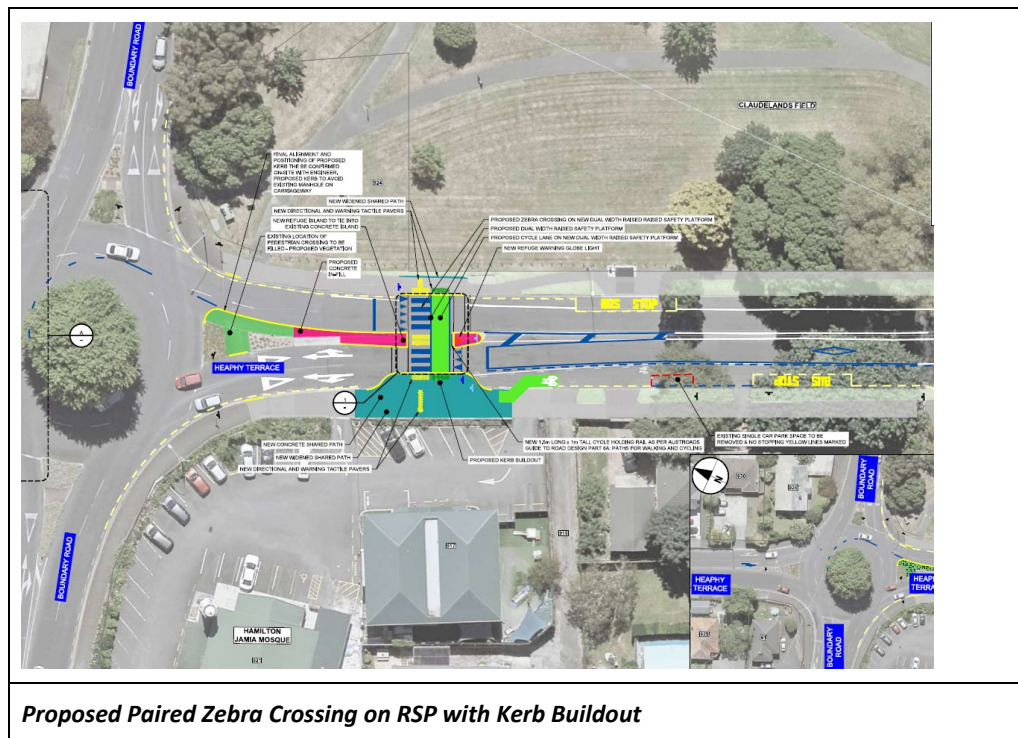 BOUNDARY ROAD
CLAUDELANDS FIELD
FINAL ALIGNMENT AND
POSITIONING OF PROPOSED
KERB THE BE CONFIRMED
ON-SITE WITH ENGINEER,
PROPOSED KERB TO AVOID
EXISTING MANHOLE ON
CARRIAGEWAY
NEW WIDENED SHARED PATH
NEW DIRECTIONAL AND WARNING TACTILE PAVERS
NEW REFUGE ISLAND TO TIE INTO
EXISTING CONCRETE ISLAND
EXISTING LOCATION OF
PEDESTRIAN CROSSING TO BE
FILLED - PROPOSED VEGETATION
PROPOSED
CONCRETE
INFILL
PROPOSED ZEBRA CROSSING ON NEW DUAL WIDTH RAISED RAISED SAFETY PLATFORM
PROPOSED DUAL WIDTH RAISED SAFETY PLATFORM
PROPOSED CYCLE LANE ON NEW DUAL WIDTH RAISED SAFETY PLATFORM
NEW REFUGE WARNING GLOBE LIGHT
BUS STOP
HEAPHY TERRACE
BUS STOP
EXISTING SINGLE CAR PARK SPACE TO BE
REMOVED & NO STOPPING YELLOW LINES MARKED
NEW CONCRETE SHARED PATH
NEW WIDENED SHARED PATH
NEW DIRECTIONAL AND WARNING TACTILE PAVERS
NEW 1.8m LONG x 1m TALL CYCLE HOLDING RAIL AS PER AUSTROADS
GUIDE TO ROAD DESIGN PART 6A: PATHS FOR WALKING AND CYCLING
PROPOSED KERB BUILDOUT
BOUNDARY ROAD
HAMILTON
JAMIA MOSQUE
N
BOUNDARY
ROAD
HEAPHY
TERRACE
HEAPHY
TERRA
BOUNDARY
ROAD
Proposed Paired Zebra Crossing on RSP with Kerb Buildout